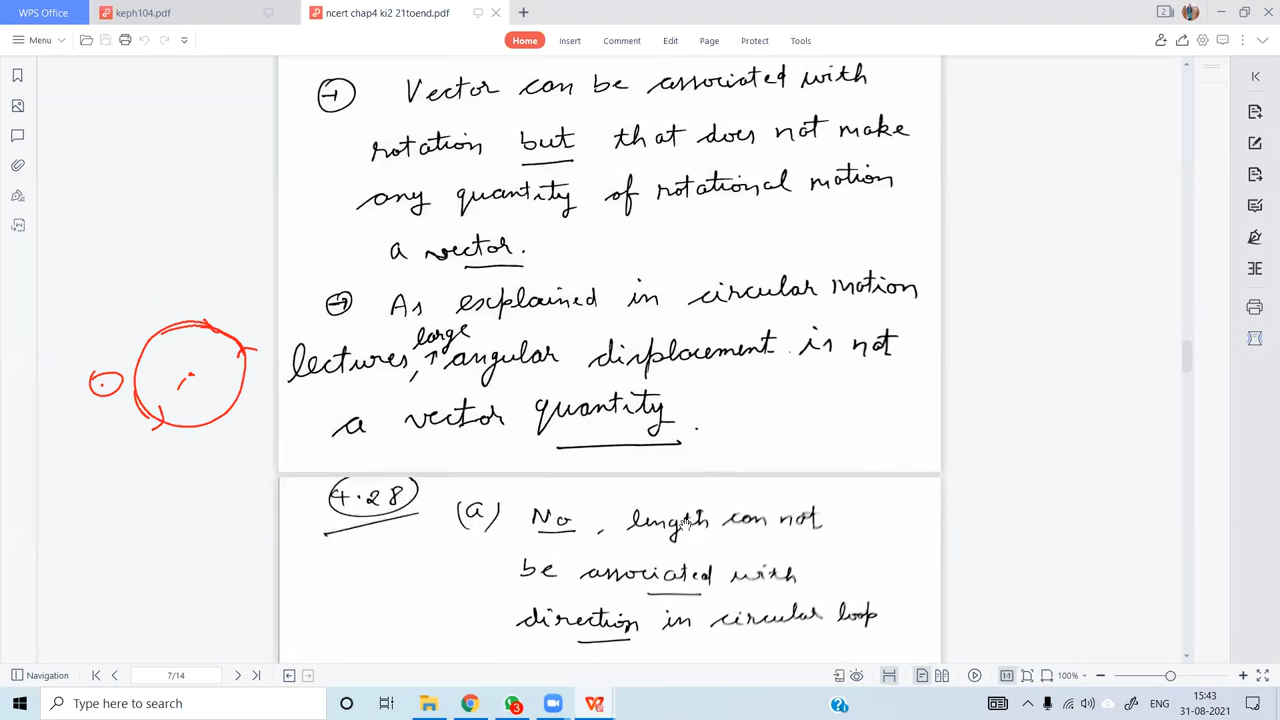 WPS Office
keph104.pdf
ncert chap4 ki2 21toend.pdf
2
Menu
Home
Insert
Comment
Edit
Page
Protect
Tools
Vector can be associated with
rotation but that does not make
any quantity of rotational motion
a vector.
As explained in circular motion
large
lectures, angular displacement is not
a vector quantity.
4.28 (a) No, length can not
be associated with
direction in circular loop
Navigation
7/14
100%
Type here to search
3
15:43
ENG
31-08-2021